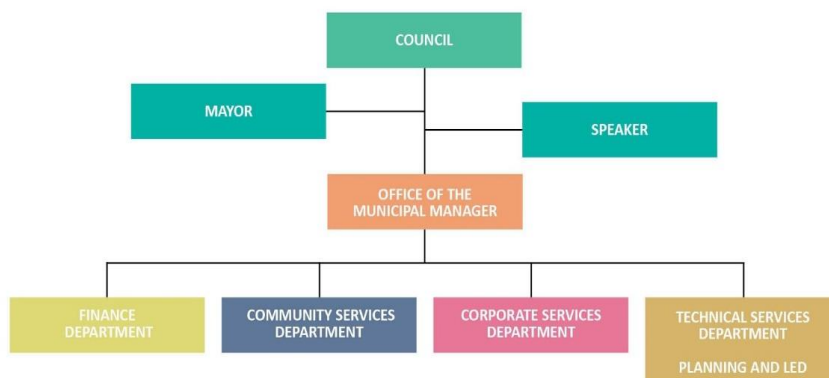 COUNCIL
MAYOR
SPEAKER
OFFICE OF THE
MUNICIPAL MANAGER
FINANCE
DEPARTMENT
COMMUNITY SERVICES
DEPARTMENT
CORPORATE SERVICES
DEPARTMENT
TECHNICAL SERVICES
DEPARTMENT
PLANNING AND LED